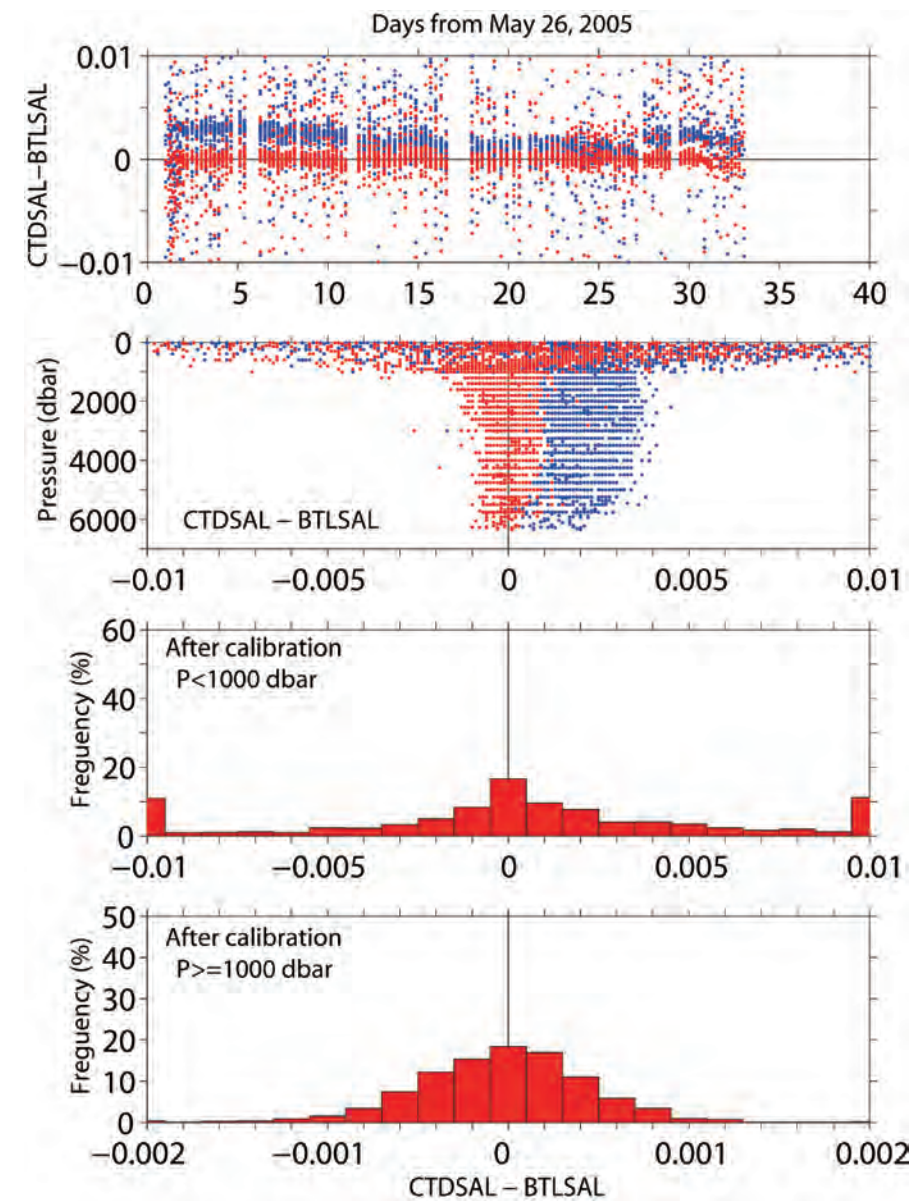 Days from May 26, 2005
CTDSAL−BTLSAL
0.01
0
−0.01
0 5 10 15 20 25 30 35 40
Pressure (dbar)
0
2000
4000
6000
CTDSAL − BTLSAL
−0.01 −0.005 0 0.005 0.01
Freguency (%)
60
40
20
0
After calibration
P<1000 dbar
−0.01 −0.005 0 0.005 0.01
Freguency (%)
50
40
30
20
10
0
After calibration
P>=1000 dbar
−0.002 −0.001 0 0.001 0.002
CTDSAL − BTLSAL